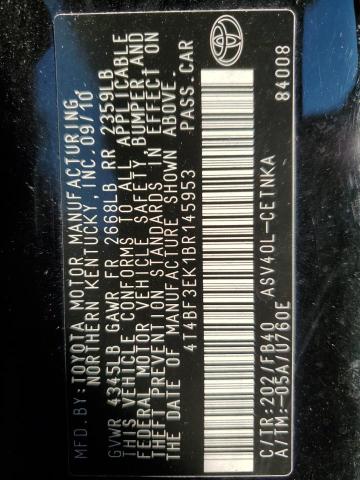 MFD.BY:TOYOTA MOTOR MANUFACTURING,
NORTHERN KENTUCKY, INC. 09/10
GVWR 4345LB GAWR FR 2668LB RR 2359LB
THIS VEHICLE CONFORMS TO ALL APPLICABLE
FEDERAL MOTOR VEHICLE SAFETY, BUMPER, AND
THEFT PREVENTION STANDARDS IN EFFECT ON
THE DATE OF MANUFACTURE SHOWN ABOVE.
4T4BF3EK1BR145953 PASS.CAR
C/TR:202/FB40 ASV40L-CETNKA
A/TM:-05A/U760E 84008